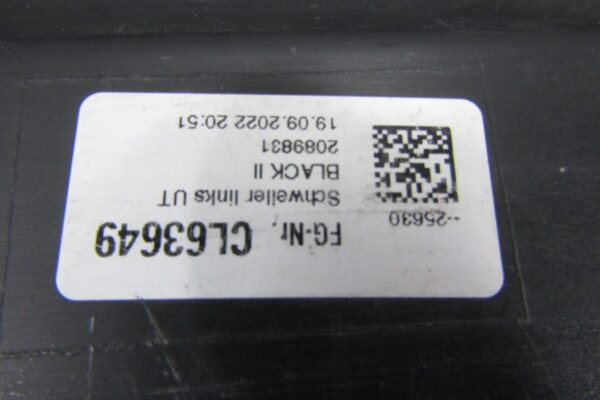 FG-Nr. CL63649
Schweller links UT
BLACK II
2089831
19.09.2022 20:51
--25630